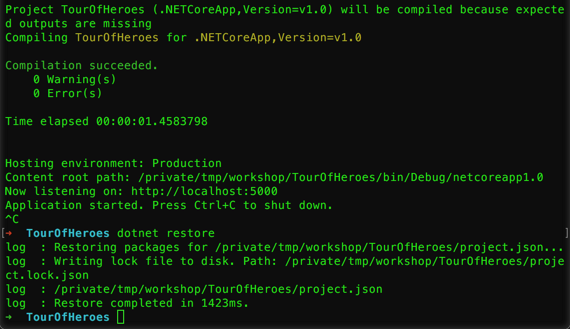 Project TourOfHeroes (.NETCoreApp,Version=v1.0) will be compiled because expecte
d outputs are missing
Compiling TourOfHeroes for .NETCoreApp,Version=v1.0
Compilation succeeded.
    0 Warning(s)
    0 Error(s)
Time elapsed 00:00:01.4583798
Hosting environment: Production
Content root path: /private/tmp/workshop/TourOfHeroes/bin/Debug/netcoreapp1.0
Now listening on: http://localhost:5000
Application started. Press Ctrl+C to shut down.
^C
[➜  TourOfHeroes dotnet restore ]
log  : Restoring packages for /private/tmp/workshop/TourOfHeroes/project.json...
log  : Writing lock file to disk. Path: /private/tmp/workshop/TourOfHeroes/proje
ct.lock.json
log  : /private/tmp/workshop/TourOfHeroes/project.json
log  : Restore completed in 1423ms.
➜  TourOfHeroes